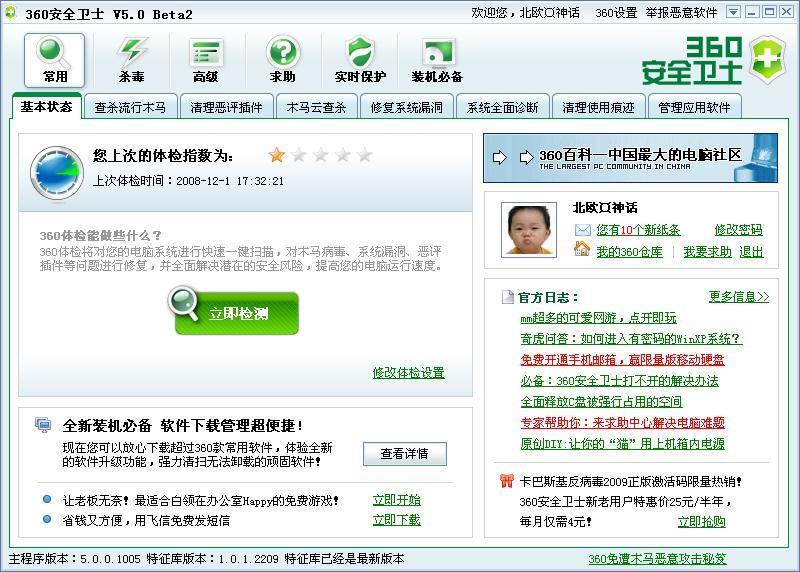 360安全卫士 V5.0 Beta2
欢迎您，北欧口神话 360设置 举报恶意软件
常用 杀毒 高级 求助 实时保护 装机必备
360
安全卫士
基本状态 查杀流行木马 清理恶评插件 木马云查杀 修复系统漏洞 系统全面诊断 清理使用痕迹 管理应用软件
您上次的体检指数为：
上次体检时间：2008-12-1 17:32:21
360体检能做些什么？
360体检将对您的电脑系统进行快速一键扫描，对木马病毒、系统漏洞、恶评
插件等问题进行修复，并全面解决潜在的安全风险，提高您的电脑运行速度。
立即检测
修改体检设置
全新装机必备 软件下载管理超便捷！
现在您可以放心下载超过360款常用软件，体验全新
的软件升级功能，强力清扫无法卸载的顽固软件！
查看详情
让老板无奈！最适合白领在办公室Happy的免费游戏！ 立即开始
省钱又方便，用飞信免费发短信 立即下载
360百科—中国最大的电脑社区
THE LARGEST PC COMMUNITY IN CHINA
北欧口神话
您有10个新纸条 修改密码
我的360仓库 | 我要求助 退出
官方日志： 更多信息>>
mm超多的可爱网游，点开即玩
奇虎问答：如何进入有密码的WinXP系统？
免费开通手机邮箱，赢限量版移动硬盘
必备：360安全卫士打不开的解决办法
全面释放C盘被强行占用的空间
专家帮助你：来求助中心解决电脑难题
原创DIY:让你的“猫”用上机箱内电源
卡巴斯基反病毒2009正版激活码限量热销！
360安全卫士新老用户特惠价25元/半年，
每月仅需4元！ 立即抢购
主程序版本：5.0.0.1005 特征库版本：1.0.1.2209 特征库已经是最新版本
360免遭木马恶意攻击秘笈